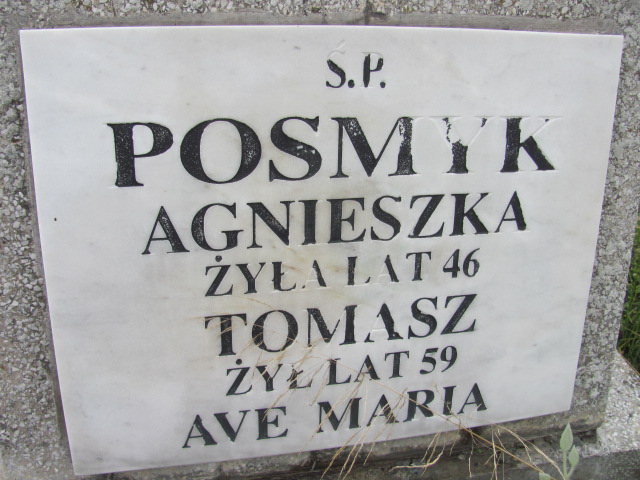 Ś.P.
POSMYK
AGNIESZKA
ŻYŁA LAT 46
TOMASZ
ŻYŁ LAT 59
AVE MARIA